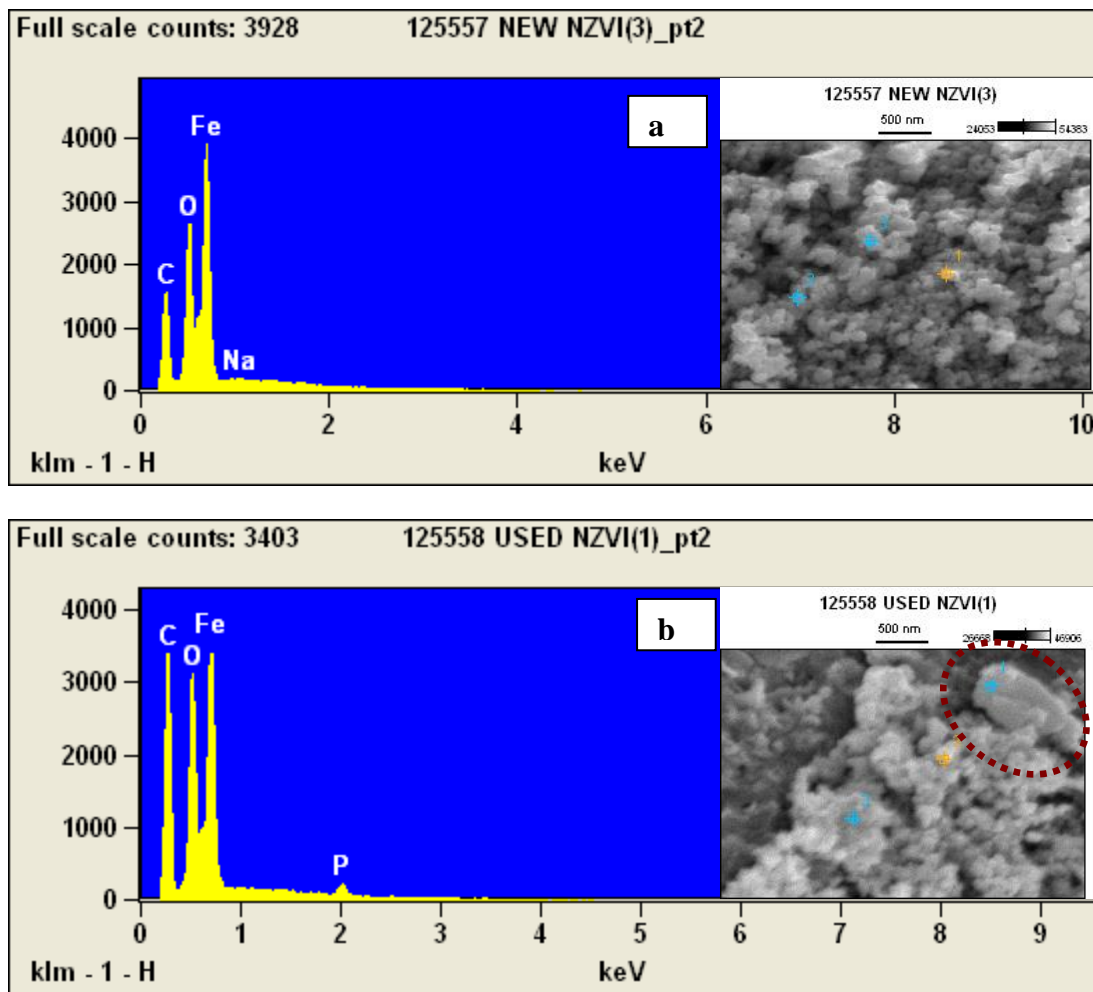 Full scale counts: 3928 125557 NEW NZVI(3)_pt2
a
125557 NEW NZVI(3)
500 nm 24053 54383
4000
3000
2000
1000
0
Fe
O
C
Na
1
0 2 4 6 8 10
klm - 1 - H keV
Full scale counts: 3403 125558 USED NZVI(1)_pt2
b
125558 USED NZVI(1)
500 nm 26668 46906
4000
3000
2000
1000
0
C
O
Fe
P
1
0 1 2 3 4 5 6 7 8 9
klm - 1 - H keV